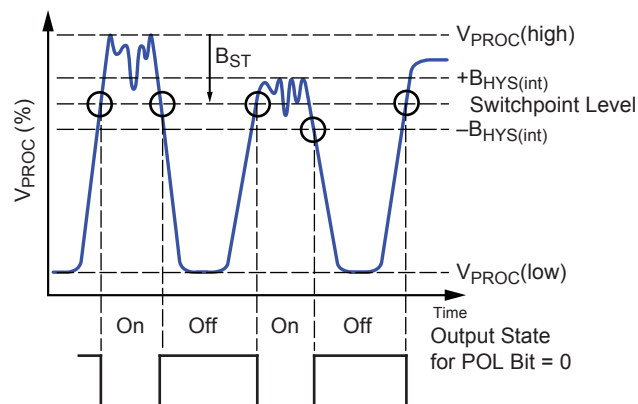 V_PROC(high)
B_ST
+B_HYS(int)
Switchpoint Level
–B_HYS(int)
V_PROC (%)
V_PROC(low)
Time
On Off On Off
Output State
for POL Bit = 0